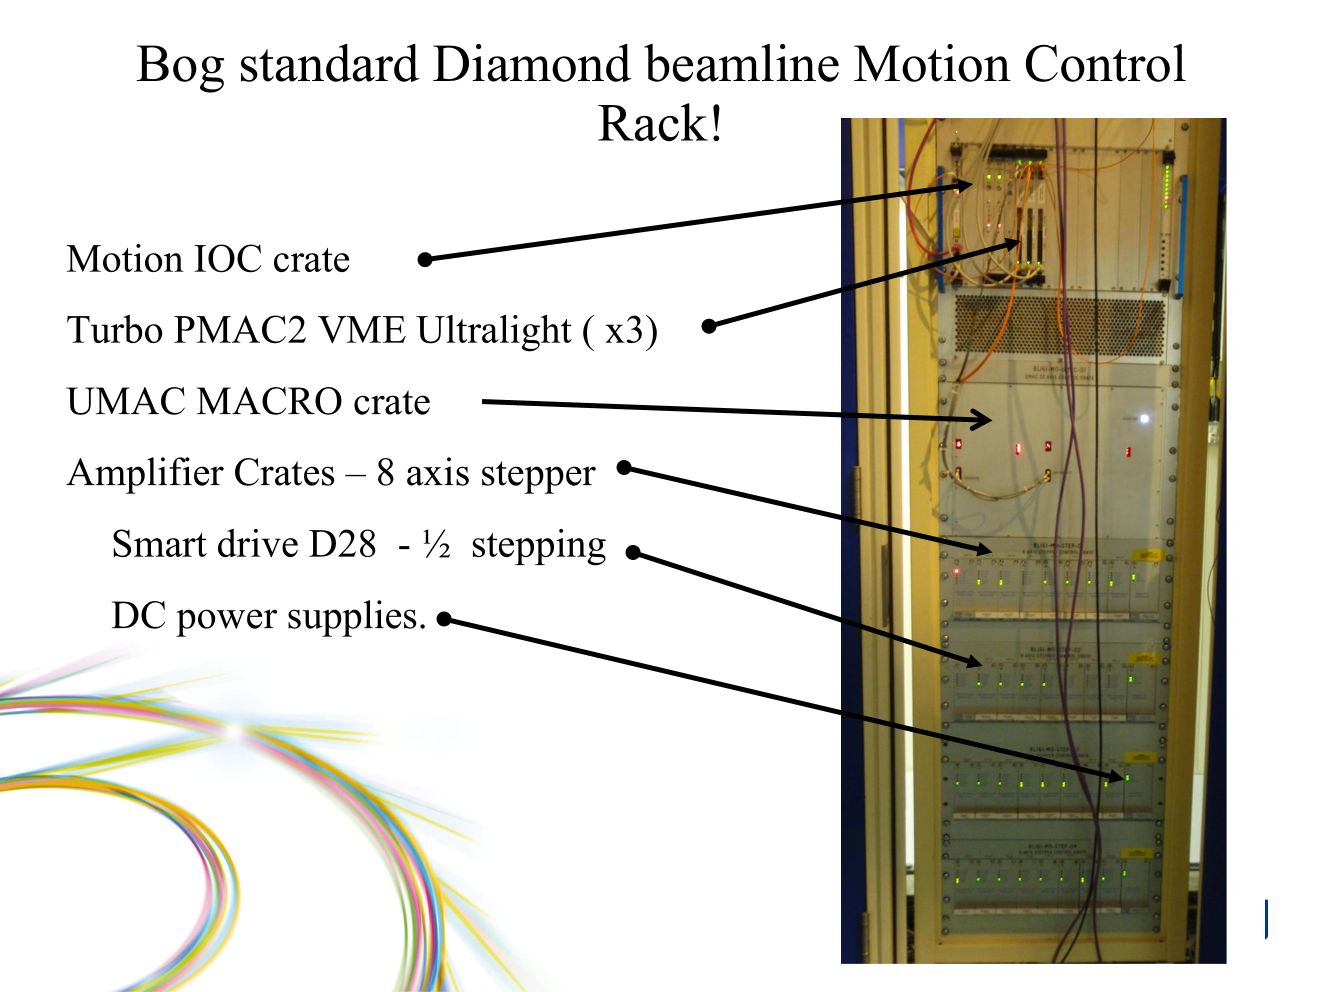 Bog standard Diamond beamline Motion Control
Rack!
Motion IOC crate
Turbo PMAC2 VME Ultralight ( x3)
UMAC MACRO crate
Amplifier Crates – 8 axis stepper
Smart drive D28  - ½  stepping
DC power supplies.